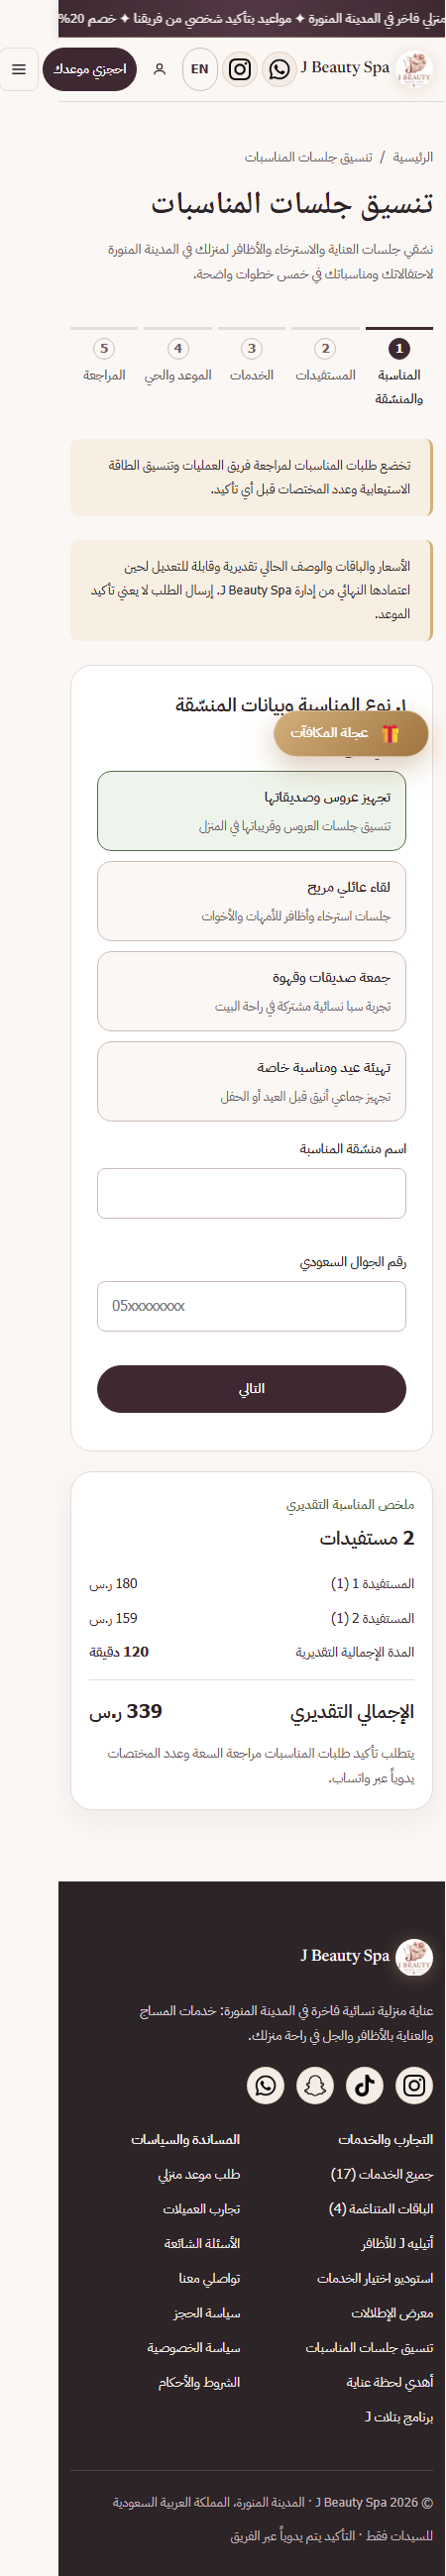 منزلي فاخر في المدينة المنورة ✦ مواعيد بتأكيد شخصي من فريقنا ✦ خصم 20%
J Beauty Spa
EN
احجزي موعدك
الرئيسية / تنسيق جلسات المناسبات
تنسيق جلسات المناسبات
نسّقي جلسات العناية والاسترخاء والأظافر لمنزلك في المدينة المنورة
لاحتفالاتك ومناسباتك في خمس خطوات واضحة.
1 2 3 4 5
المناسبة والمنسّقة
المستفيدات
الخدمات
الموعد والحي
المراجعة
تخضع طلبات المناسبات لمراجعة فريق العمليات وتنسيق الطاقة
الاستيعابية وعدد المختصات قبل أي تأكيد.
الأسعار والباقات والوصف الحالي تقديرية وقابلة للتعديل لحين
اعتمادها النهائي من إدارة J Beauty Spa. إرسال الطلب لا يعني تأكيد
الموعد.
١. نوع المناسبة وبيانات المنسّقة
عجلة المكافآت
تجهيز عروس وصديقاتها
تنسيق جلسات العروس وقريباتها في المنزل
لقاء عائلي مريح
جلسات استرخاء وأظافر للأمهات والأخوات
جمعة صديقات وقهوة
تجربة سبا نسائية مشتركة في راحة البيت
تهيئة عيد ومناسبة خاصة
تجهيز جماعي أنيق قبل العيد أو الحفل
اسم منسّقة المناسبة
رقم الجوال السعودي
05xxxxxxxx
التالي
ملخص المناسبة التقديري
2 مستفيدات
المستفيدة 1 (1) 180 ر.س
المستفيدة 2 (1) 159 ر.س
المدة الإجمالية التقديرية 120 دقيقة
الإجمالي التقديري 339 ر.س
يتطلب تأكيد طلبات المناسبات مراجعة السعة وعدد المختصات
يدوياً عبر واتساب.
J Beauty Spa
عناية منزلية نسائية فاخرة في المدينة المنورة: خدمات المساج
والعناية بالأظافر والجل في راحة منزلك.
التجارب والخدمات
جميع الخدمات (17)
الباقات المتناغمة (4)
أتيليه J للأظافر
استوديو اختيار الخدمات
معرض الإطلالات
تنسيق جلسات المناسبات
أهدي لحظة عناية
برنامج بتلات J
المساندة والسياسات
طلب موعد منزلي
تجارب العميلات
الأسئلة الشائعة
تواصلي معنا
سياسة الحجز
سياسة الخصوصية
الشروط والأحكام
© 2026 J Beauty Spa · المدينة المنورة، المملكة العربية السعودية
للسيدات فقط · التأكيد يتم يدوياً عبر الفريق